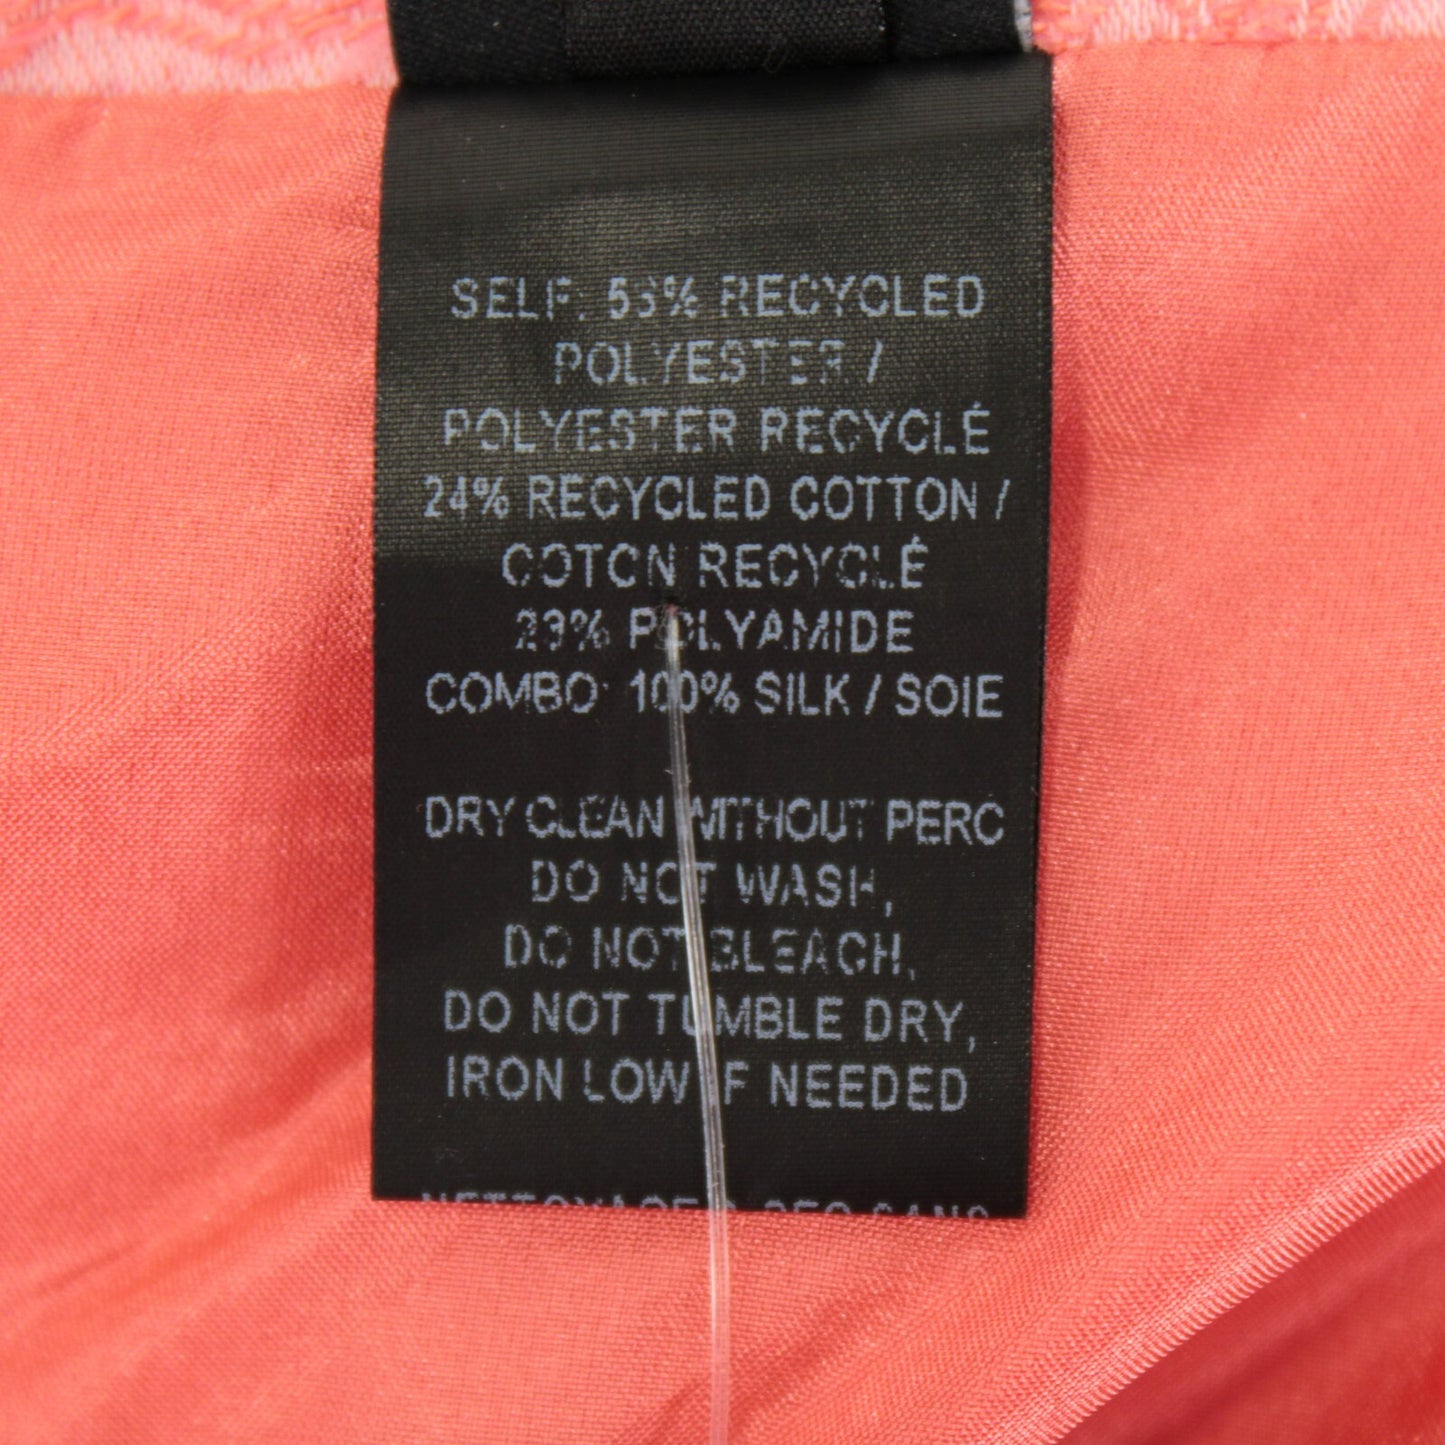 SELF: 53% RECYCLED
POLYESTER /
POLYESTER RECYCLÉ
24% RECYCLED COTTON /
COTON RECYCLÉ
23% POLYAMIDE
COMBO: 100% SILK / SOIE
DRY CLEAN WITHOUT PERC
DO NOT WASH,
DO NOT BLEACH,
DO NOT TUMBLE DRY,
IRON LOW IF NEEDED